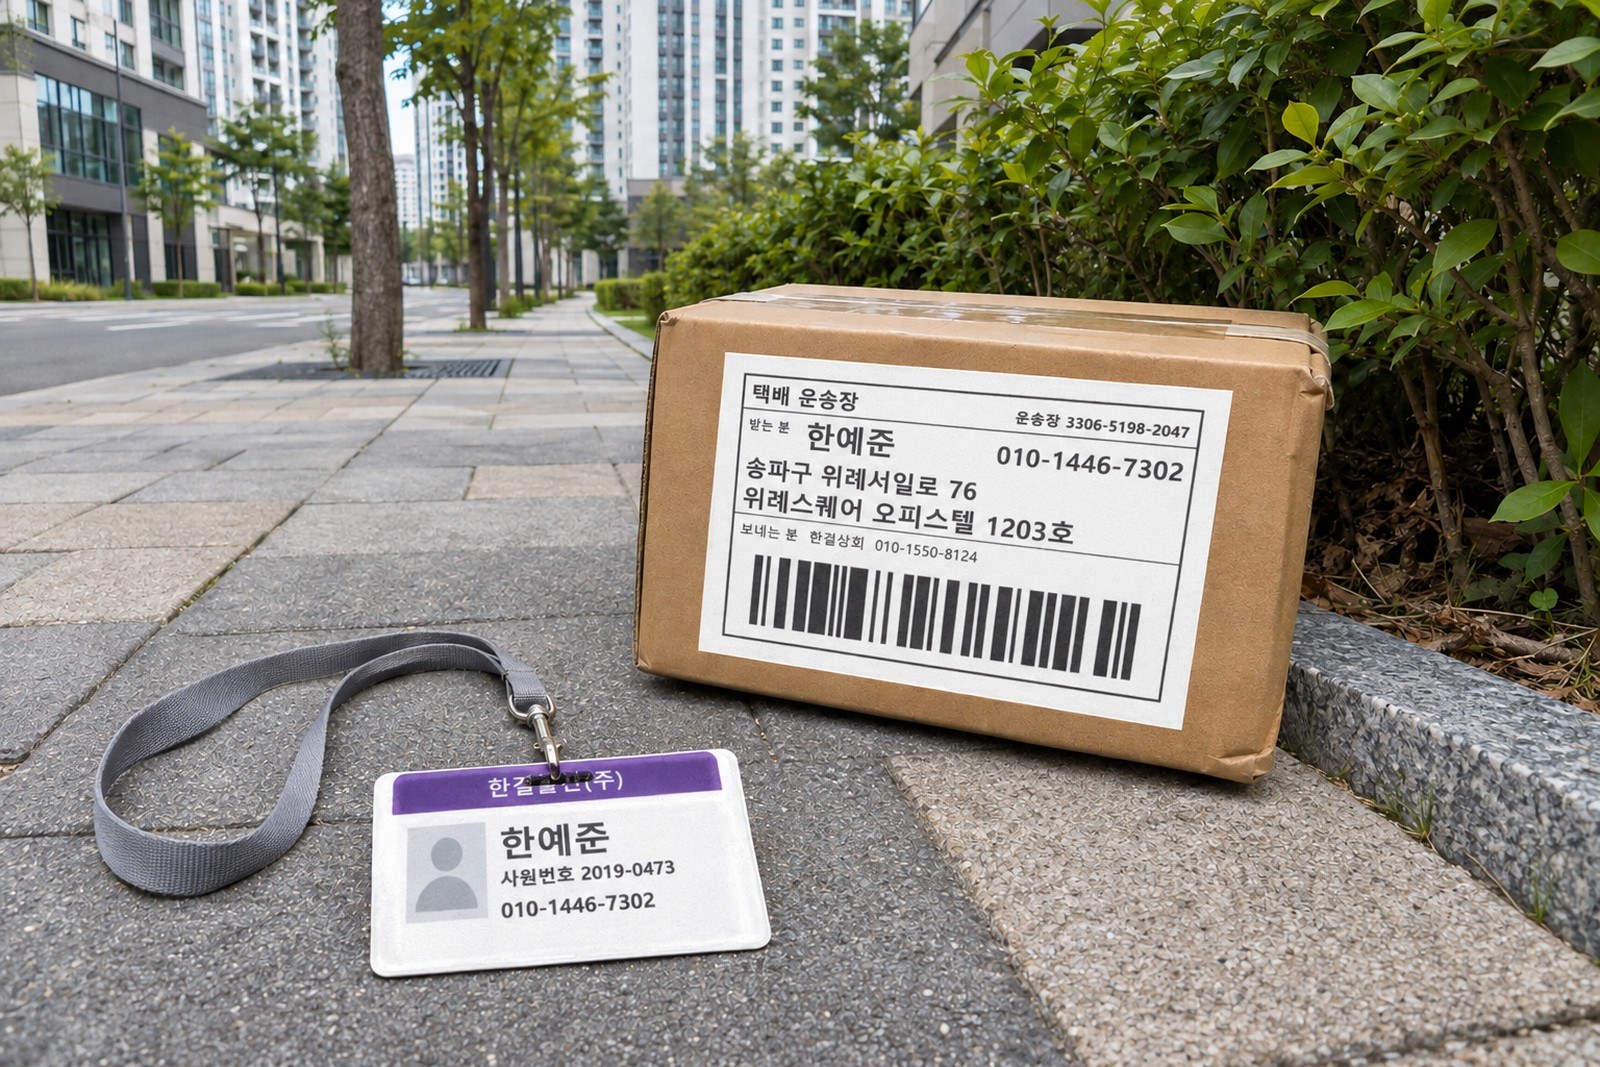 택배 운송장
운송장 3306-5198-2047
받는 분 한예준
010-1446-7302
송파구 위례서일로 76
위례스퀘어 오피스텔 1203호
보네는 분 한결상회 010-1550-8124
한예준
사원번호 2019-0473
010-1446-7302